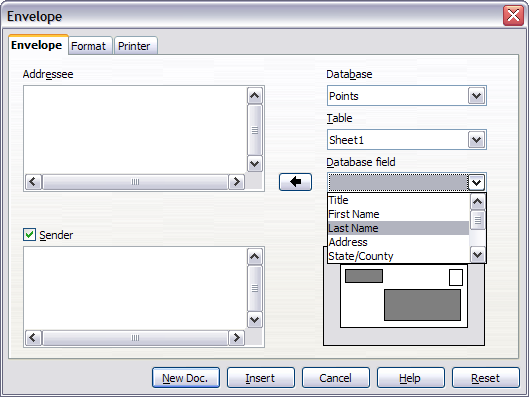 Envelope
Envelope Format Printer
Addressee
Database
Points
Table
Sheet1
Database field
Title
First Name
Last Name
Address
State/County
Sender
New Doc. Insert Cancel Help Reset